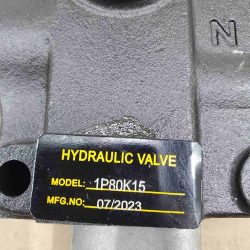 N
HYDRAULIC VALVE
MODEL: 1P80K15
MFG.NO: 07/2023